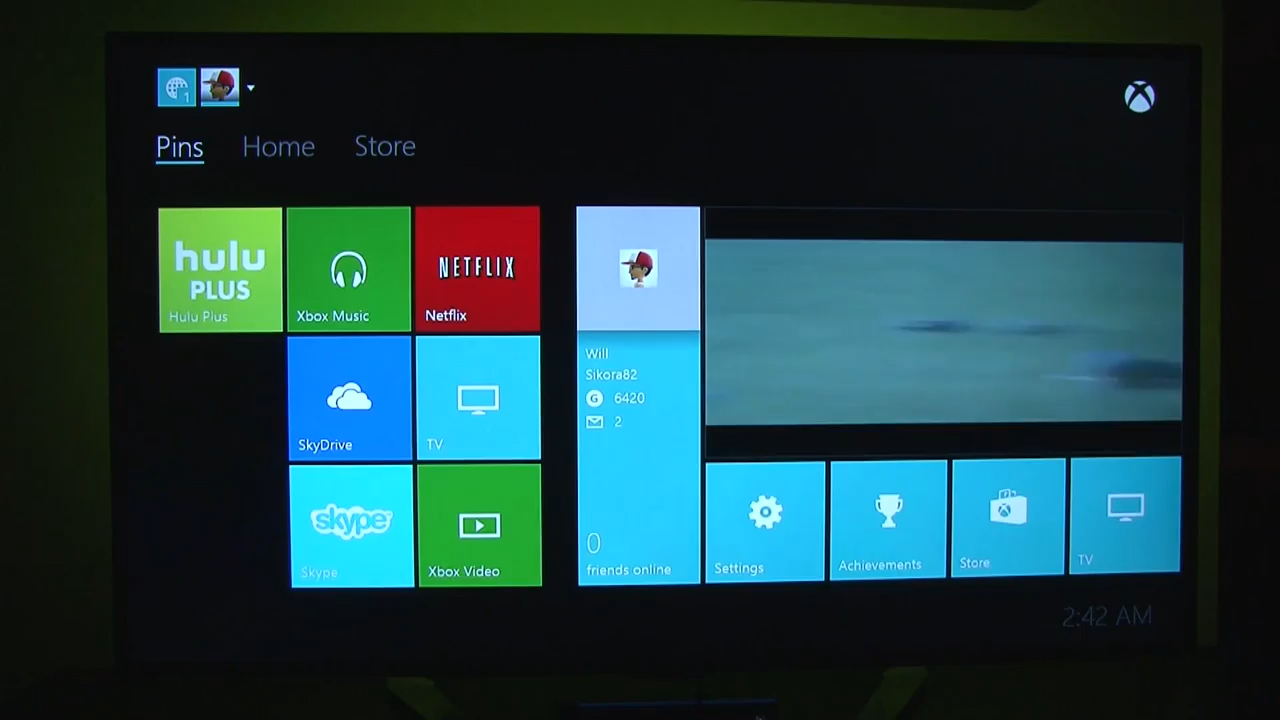 1
Pins Home Store
hulu
PLUS
Hulu Plus
Xbox Music
NETFLIX
Netflix
SkyDrive
TV
skype
Skype
Xbox Video
Will
Sikora82
G 6420
2
0
friends online
Settings
Achievements
Store
TV
2:42 AM